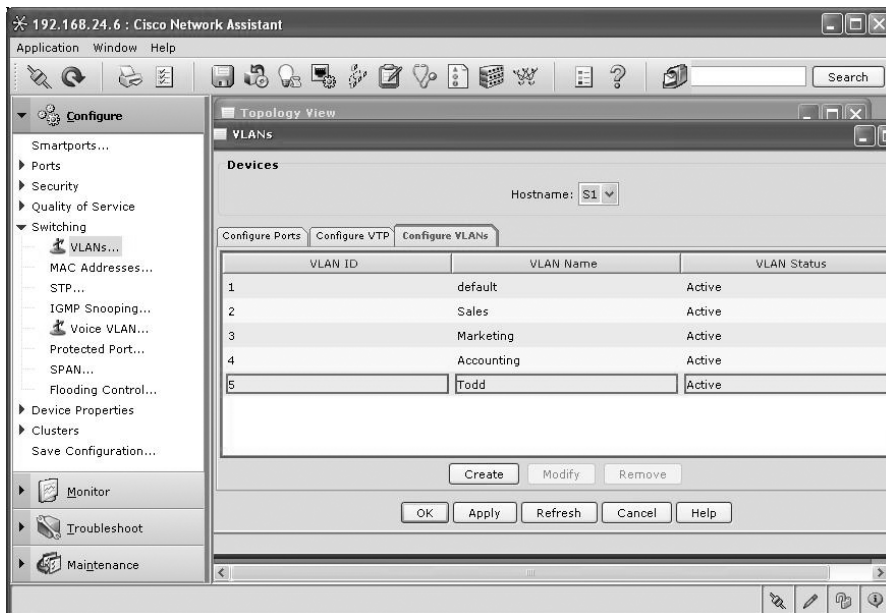 192.168.24.6 : Cisco Network Assistant
Application Window Help
Search
Configure
Smartports...
Ports
Security
Quality of Service
Switching
VLANs...
MAC Addresses...
STP...
IGMP Snooping...
Voice VLAN...
Protected Port...
SPAN...
Flooding Control...
Device Properties
Clusters
Save Configuration...
Monitor
Troubleshoot
Maintenance
Topology View
VLANs
Devices
Hostname: S1
Configure Ports Configure VTP Configure VLANs
VLAN ID VLAN Name VLAN Status
1 default Active
2 Sales Active
3 Marketing Active
4 Accounting Active
5 Todd Active
Create Modify Remove
OK Apply Refresh Cancel Help